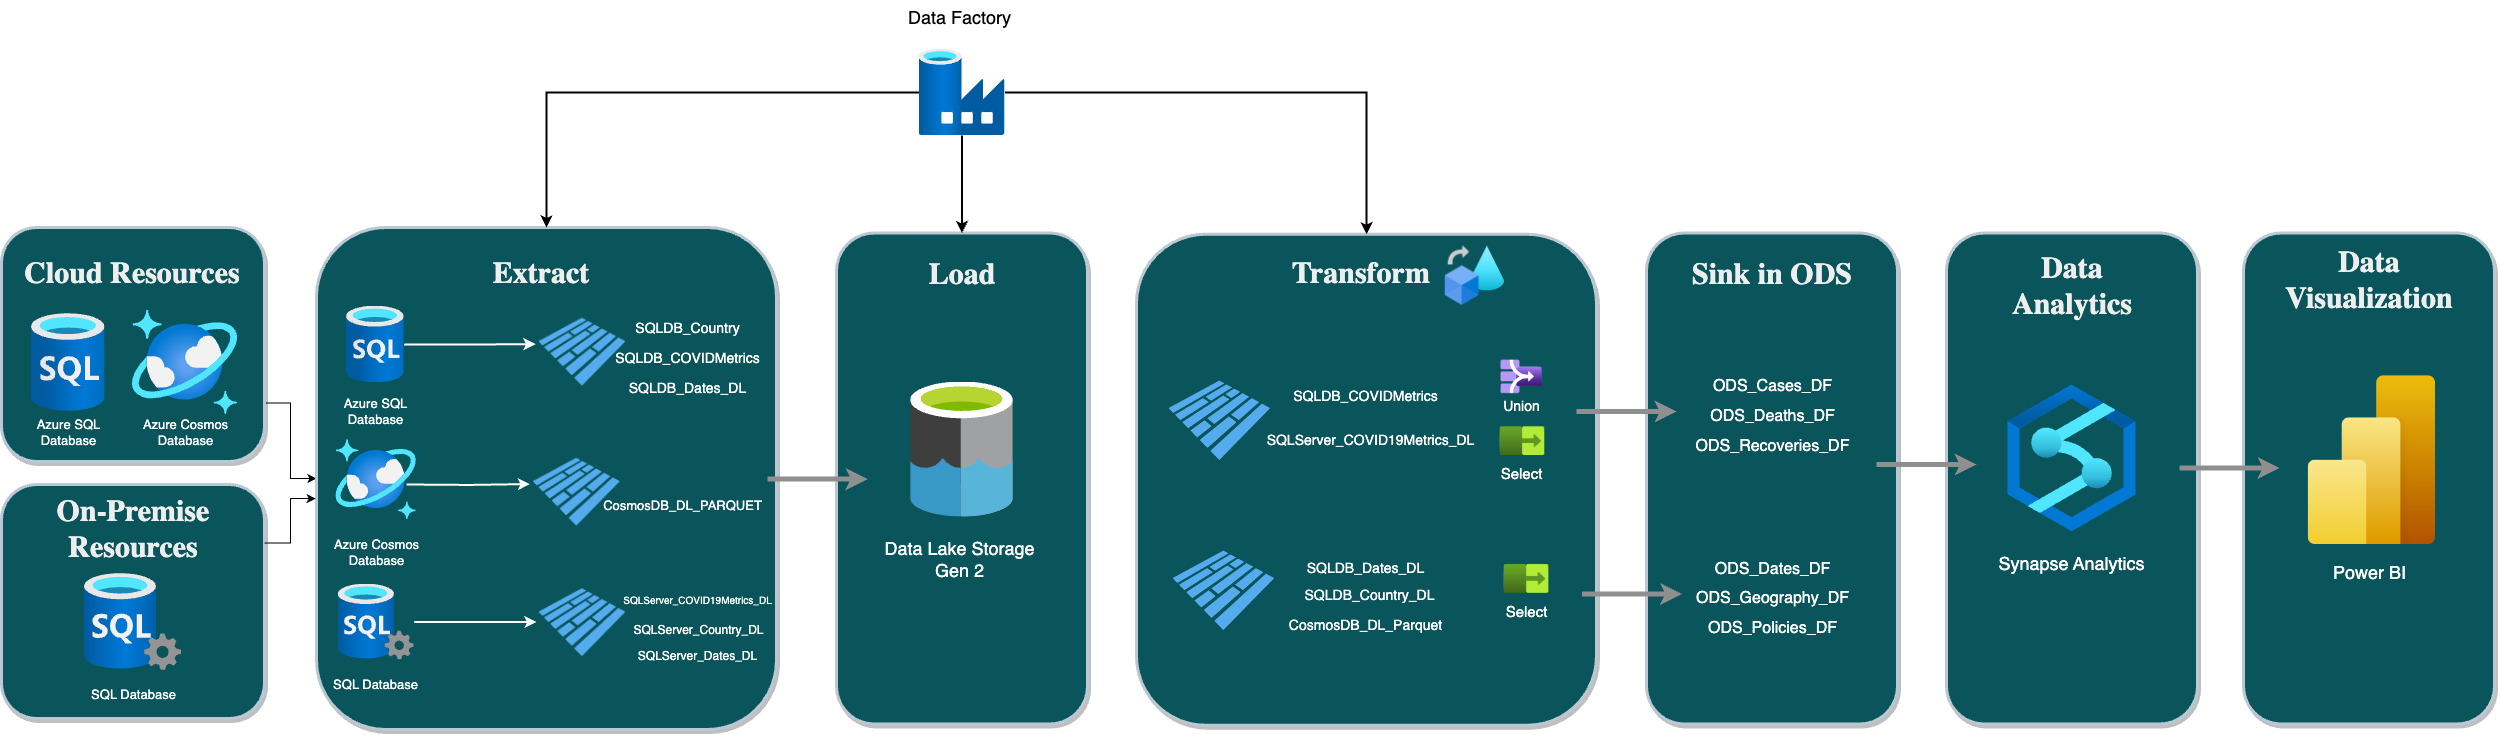 Data Factory
Cloud Resources
SQL
Azure SQL
Database
Azure Cosmos
Database
On-Premise
Resources
SQL
SQL Database
Extract
SQL
Azure SQL
Database
SQLDB_Country
SQLDB_COVIDMetrics
SQLDB_Dates_DL
Azure Cosmos
Database
CosmosDB_DL_PARQUET
SQL
SQL Database
SQLServer_COVID19Metrics_DL
SQLServer_Country_DL
SQLServer_Dates_DL
Load
Data Lake Storage
Gen 2
Transform
SQLDB_COVIDMetrics
SQLServer_COVID19Metrics_DL
Union
Select
SQLDB_Dates_DL
SQLDB_Country_DL
CosmosDB_DL_Parquet
Select
Sink in ODS
ODS_Cases_DF
ODS_Deaths_DF
ODS_Recoveries_DF
ODS_Dates_DF
ODS_Geography_DF
ODS_Policies_DF
Data
Analytics
Synapse Analytics
Data
Visualization
Power BI